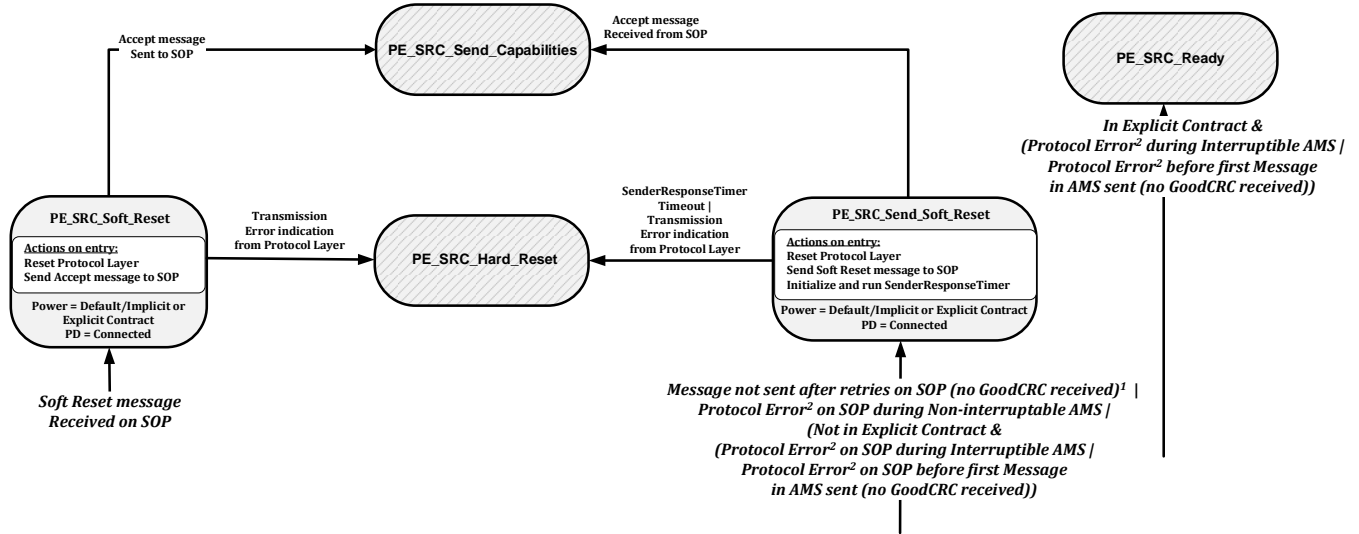 Accept message
Sent to SOP
PE_SRC_Send_Capabilities
Accept message
Received from SOP
PE_SRC_Ready
In Explicit Contract &
(Protocol Error² during Interruptible AMS |
Protocol Error² before first Message
in AMS sent (no GoodCRC received))
PE_SRC_Soft_Reset
Actions on entry:
Reset Protocol Layer
Send Accept message to SOP
Power = Default/Implicit or
Explicit Contract
PD = Connected
Transmission
Error indication
from Protocol Layer
PE_SRC_Hard_Reset
SenderResponseTimer
Timeout |
Transmission
Error indication
from Protocol Layer
PE_SRC_Send_Soft_Reset
Actions on entry:
Reset Protocol Layer
Send Soft Reset message to SOP
Initialize and run SenderResponseTimer
Power = Default/Implicit or Explicit Contract
PD = Connected
Soft Reset message
Received on SOP
Message not sent after retries on SOP (no GoodCRC received)¹ |
Protocol Error² on SOP during Non-interruptable AMS |
(Not in Explicit Contract &
(Protocol Error² on SOP during Interruptible AMS |
Protocol Error² on SOP before first Message
in AMS sent (no GoodCRC received))